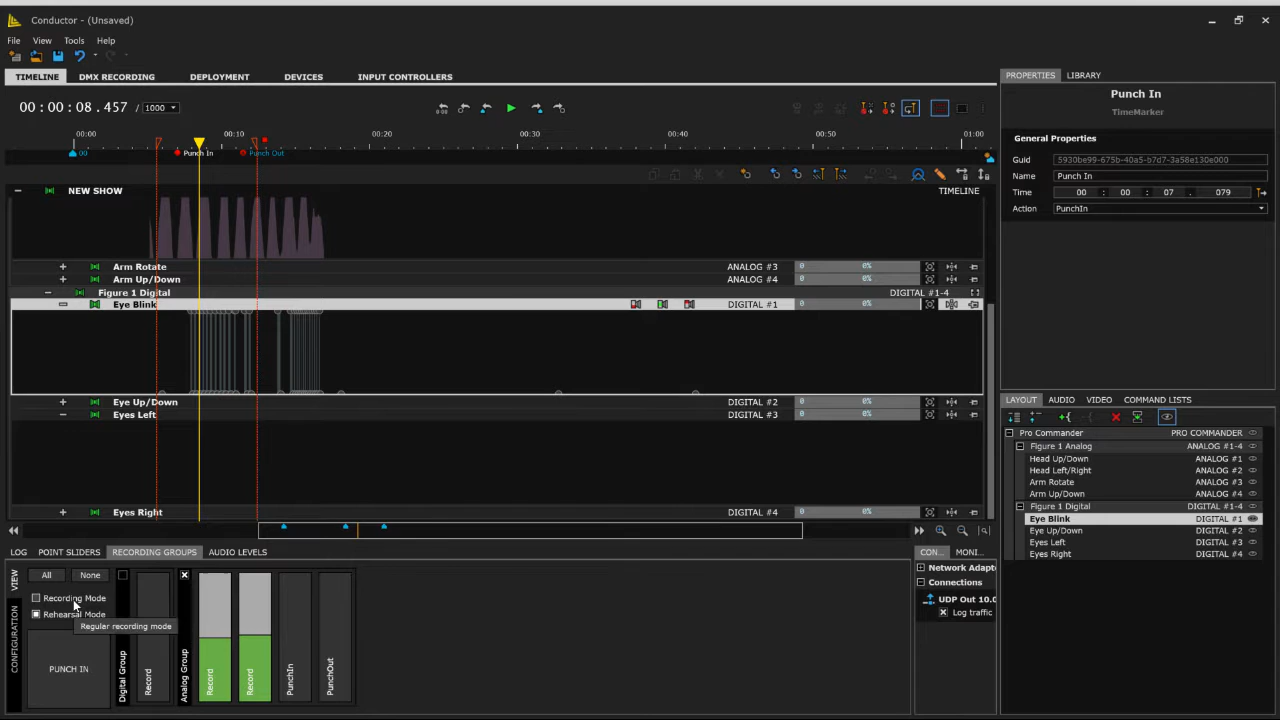 Conductor - (Unsaved)
File View Tools Help
TIMELINE DMX RECORDING DEPLOYMENT DEVICES INPUT CONTROLLERS
00:00:08.457 1000
00:00 00:10 00:20 00:30 00:40 00:50 01:00
00 Punch In Punch Out
NEW SHOW TIMELINE
Arm Rotate ANALOG #3 0 0%
Arm Up/Down ANALOG #4 0 0%
Figure 1 Digital DIGITAL #1-4
Eye Blink DIGITAL #1 0 0%
Eye Up/Down DIGITAL #2 0 0%
Eyes Left DIGITAL #3 0 0%
Eyes Right DIGITAL #4 0 0%
LOG POINT SLIDERS RECORDING GROUPS AUDIO LEVELS
VIEW
CONFIGURATION
All None
Recording Mode
Rehearsal Mode
Regular recording mode
PUNCH IN
Digital Group
Record
Analog Group
Record
Record
PunchIn
PunchOut
CON... MONI...
Network Adapte
Connections
UDP Out 10.0
Log traffic
PROPERTIES LIBRARY
Punch In
TimeMarker
General Properties
Guid 5930be99-675b-40a5-b7d7-3a58e130e000
Name Punch In
Time 00 : 00 : 07 . 079
Action PunchIn
LAYOUT AUDIO VIDEO COMMAND LISTS
Pro Commander PRO COMMANDER
Figure 1 Analog ANALOG #1-4
Head Up/Down ANALOG #1
Head Left/Right ANALOG #2
Arm Rotate ANALOG #3
Arm Up/Down ANALOG #4
Figure 1 Digital DIGITAL #1-4
Eye Blink DIGITAL #1
Eye Up/Down DIGITAL #2
Eyes Left DIGITAL #3
Eyes Right DIGITAL #4